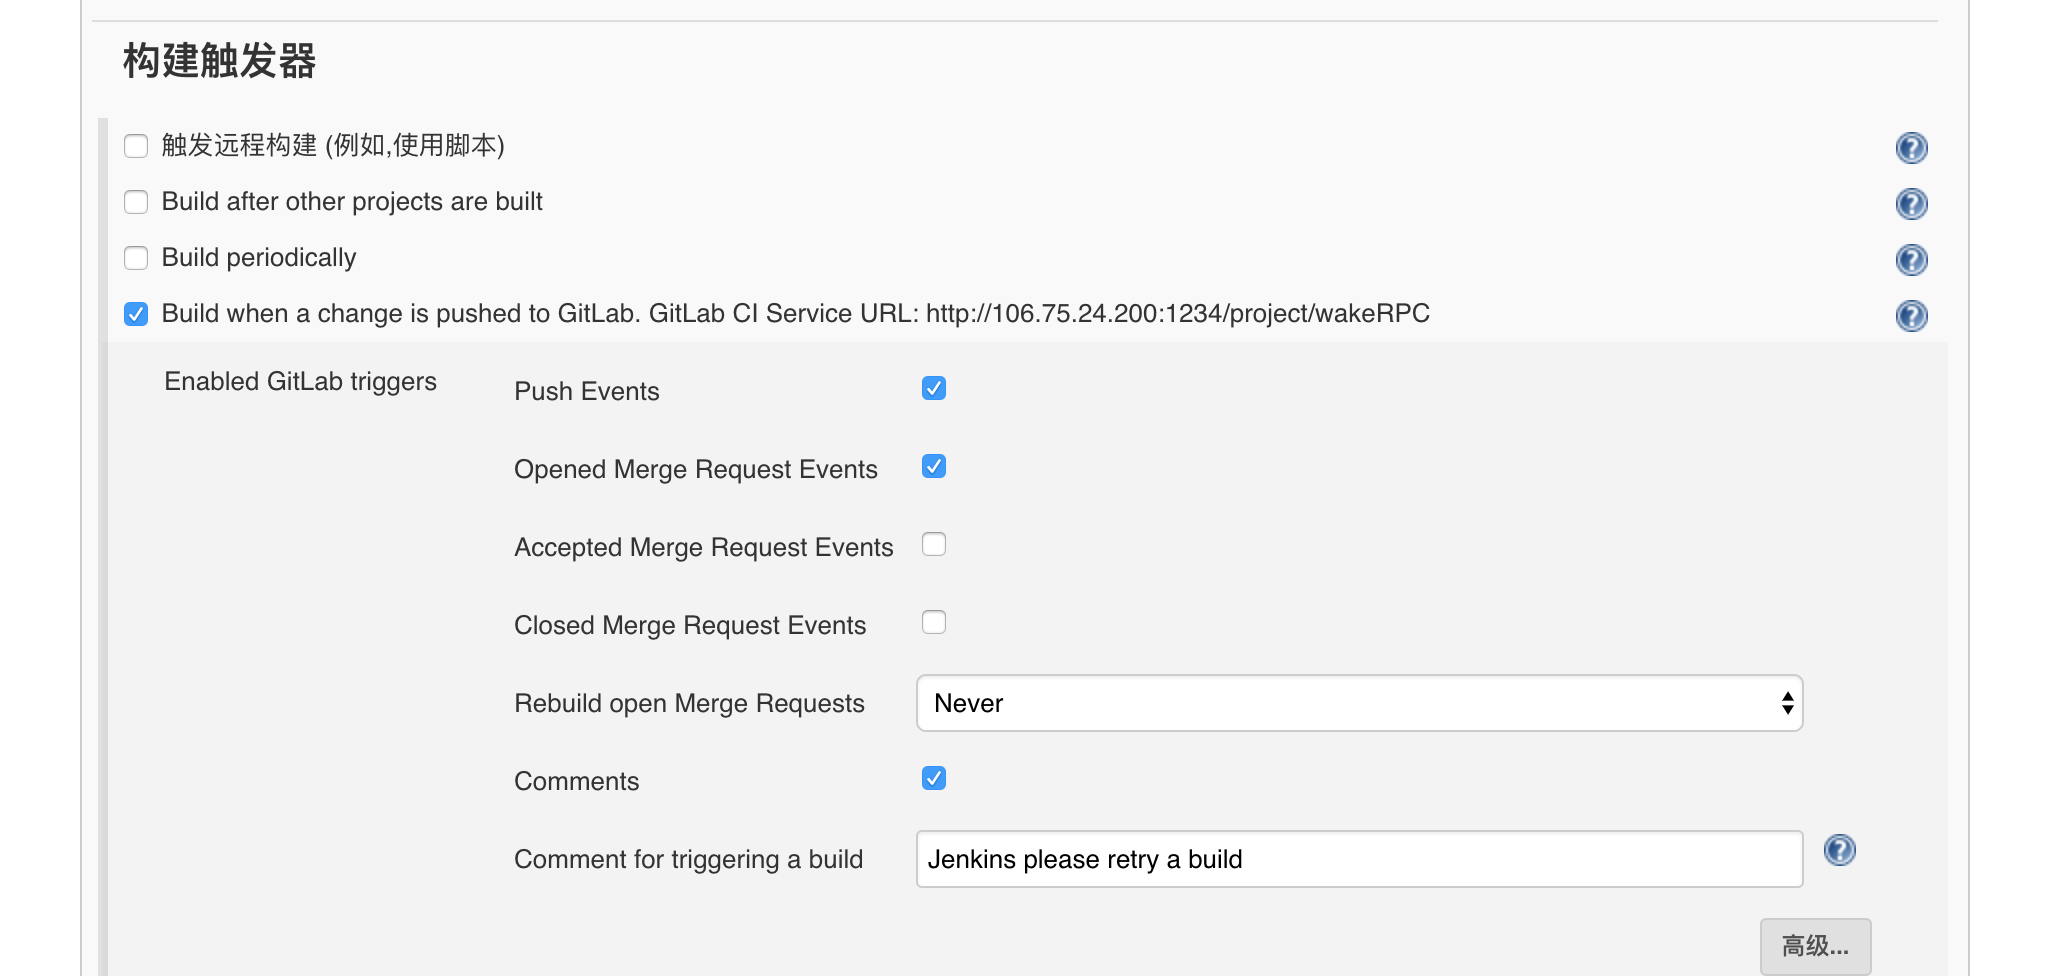 构建触发器
触发远程构建 (例如,使用脚本)
Build after other projects are built
Build periodically
Build when a change is pushed to GitLab. GitLab CI Service URL: http://106.75.24.200:1234/project/wakeRPC
Enabled GitLab triggers
Push Events
Opened Merge Request Events
Accepted Merge Request Events
Closed Merge Request Events
Rebuild open Merge Requests
Never
Comments
Comment for triggering a build
Jenkins please retry a build
高级...